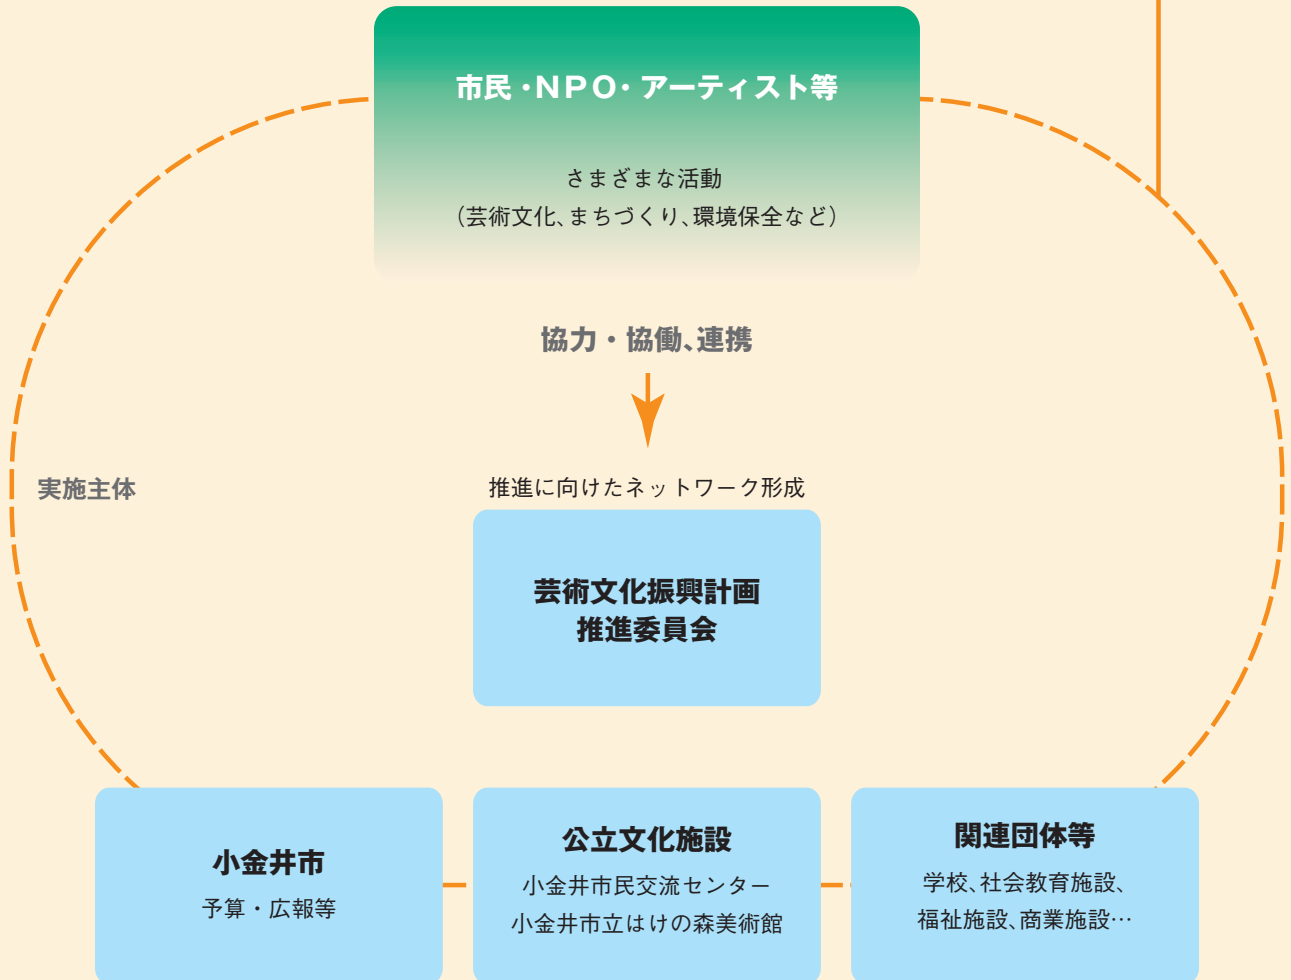 市民・NPO・アーティスト等
さまざまな活動
(芸術文化、まちづくり、環境保全など)
協力・協働、連携
実施主体
推進に向けたネットワーク形成
芸術文化振興計画
推進委員会
小金井市
予算・広報等
公立文化施設
小金井市民交流センター
小金井市立はけの森美術館
関連団体等
学校、社会教育施設、
福祉施設、商業施設…